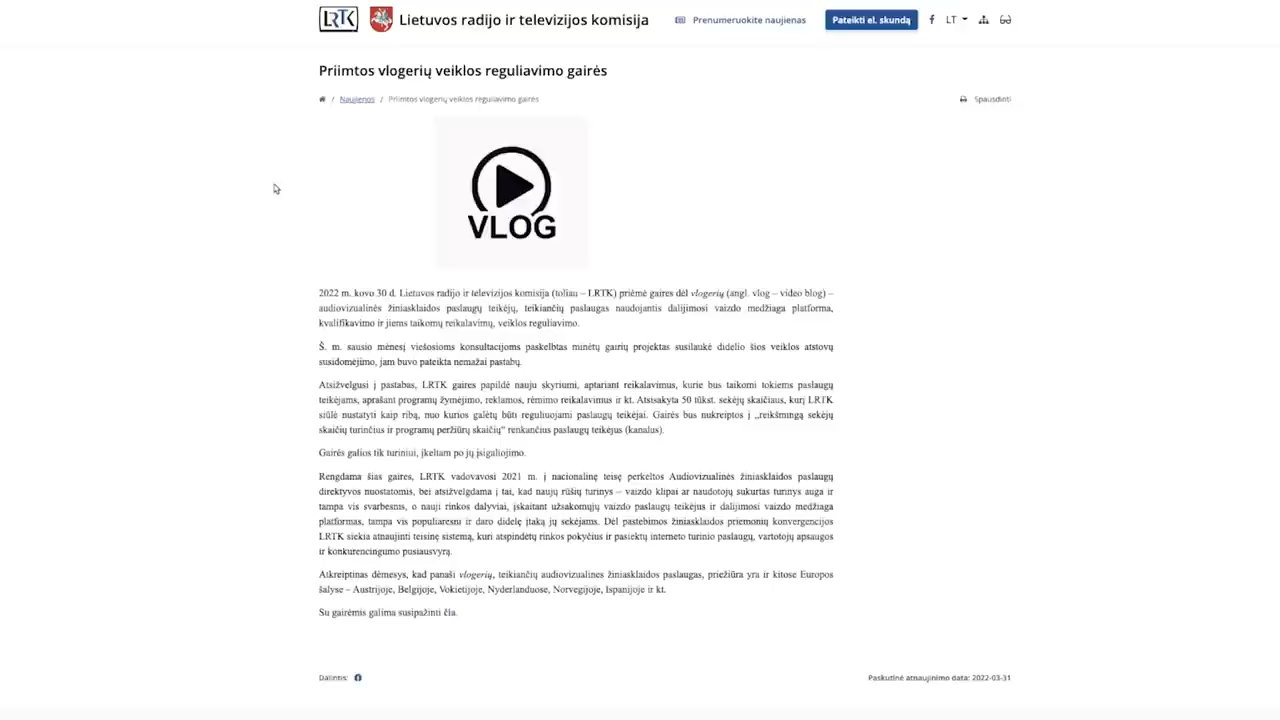 LRTK Lietuvos radijo ir televizijos komisija Prenumeruokite naujienas Pateikti el. skundą LT
Priimtos vlogerių veiklos reguliavimo gairės
/ Naujienos / Priimtos vlogerių veiklos reguliavimo gairės Spausdinti
VLOG
2022 m. kovo 30 d. Lietuvos radijo ir televizijos komisija (toliau – LRTK) priėmė gaires dėl vlogerių (angl. vlog – video blog) –
audiovizualinės žiniasklaidos paslaugų teikėjų, teikiančių paslaugas naudojantis dalijimosi vaizdo medžiaga platforma,
kvalifikavimo ir jiems taikomų reikalavimų, veiklos reguliavimo.
Š. m. sausio mėnesį viešosioms konsultacijoms paskelbtas minėtų gairių projektas susilaukė didelio šios veiklos atstovų
susidomėjimo, jam buvo pateikta nemažai pastabų.
Atsižvelgusi į pastabas, LRTK gaires papildė nauju skyriumi, aptariant reikalavimus, kurie bus taikomi tokiems paslaugų
teikėjams, aprašant programų žymėjimo, reklamos, rėmimo reikalavimus ir kt. Atsisakyta 50 tūkst. sekėjų skaičiaus, kurį LRTK
siūlė nustatyti kaip ribą, nuo kurios galėtų būti reguliuojami paslaugų teikėjai. Gairės bus nukreiptos į „reikšmingą sekėjų
skaičių turinčius ir programų peržiūrų skaičių“ renkančius paslaugų teikėjus (kanalus).
Gairės galios tik turiniui, įkeltam po jų įsigaliojimo.
Rengdama šias gaires, LRTK vadovavosi 2021 m. į nacionalinę teisę perkeltos Audiovizualinės žiniasklaidos paslaugų
direktyvos nuostatomis, bei atsižvelgdama į tai, kad naujų rūšių turinys – vaizdo klipai ar naudotojų sukurtas turinys auga ir
tampa vis svarbesnis, o nauji rinkos dalyviai, įskaitant užsakomųjų vaizdo paslaugų teikėjus ir dalijimosi vaizdo medžiaga
platformas, tampa vis populiaresni ir daro didelę įtaką jų sekėjams. Dėl pastebimos žiniasklaidos priemonių konvergencijos
LRTK siekia atnaujinti teisinę sistemą, kuri atspindėtų rinkos pokyčius ir pasiektų interneto turinio paslaugų, vartotojų apsaugos
ir konkurencingumo pusiausvyrą.
Atkreiptinas dėmesys, kad panaši vlogerių, teikiančių audiovizualines žiniasklaidos paslaugas, priežiūra yra ir kitose Europos
šalyse – Austrijoje, Belgijoje, Vokietijoje, Nyderlanduose, Norvegijoje, Ispanijoje ir kt.
Su gairėmis galima susipažinti čia.
Dalintis: Paskutinė atnaujinimo data: 2022-03-31